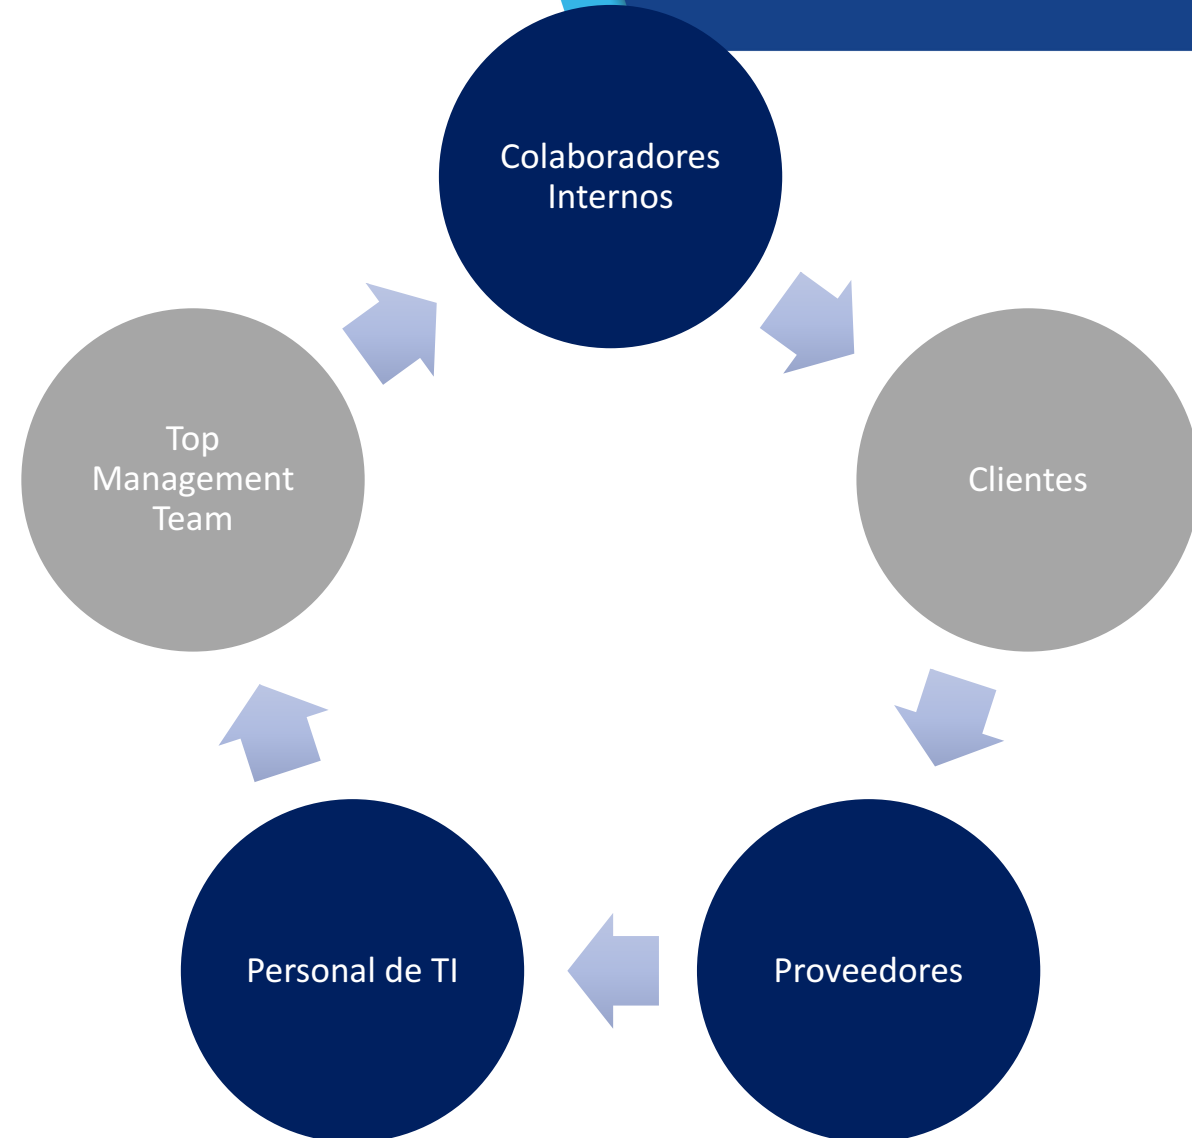 Colaboradores
Internos
Top
Management
Team
Clientes
Personal de TI
Proveedores